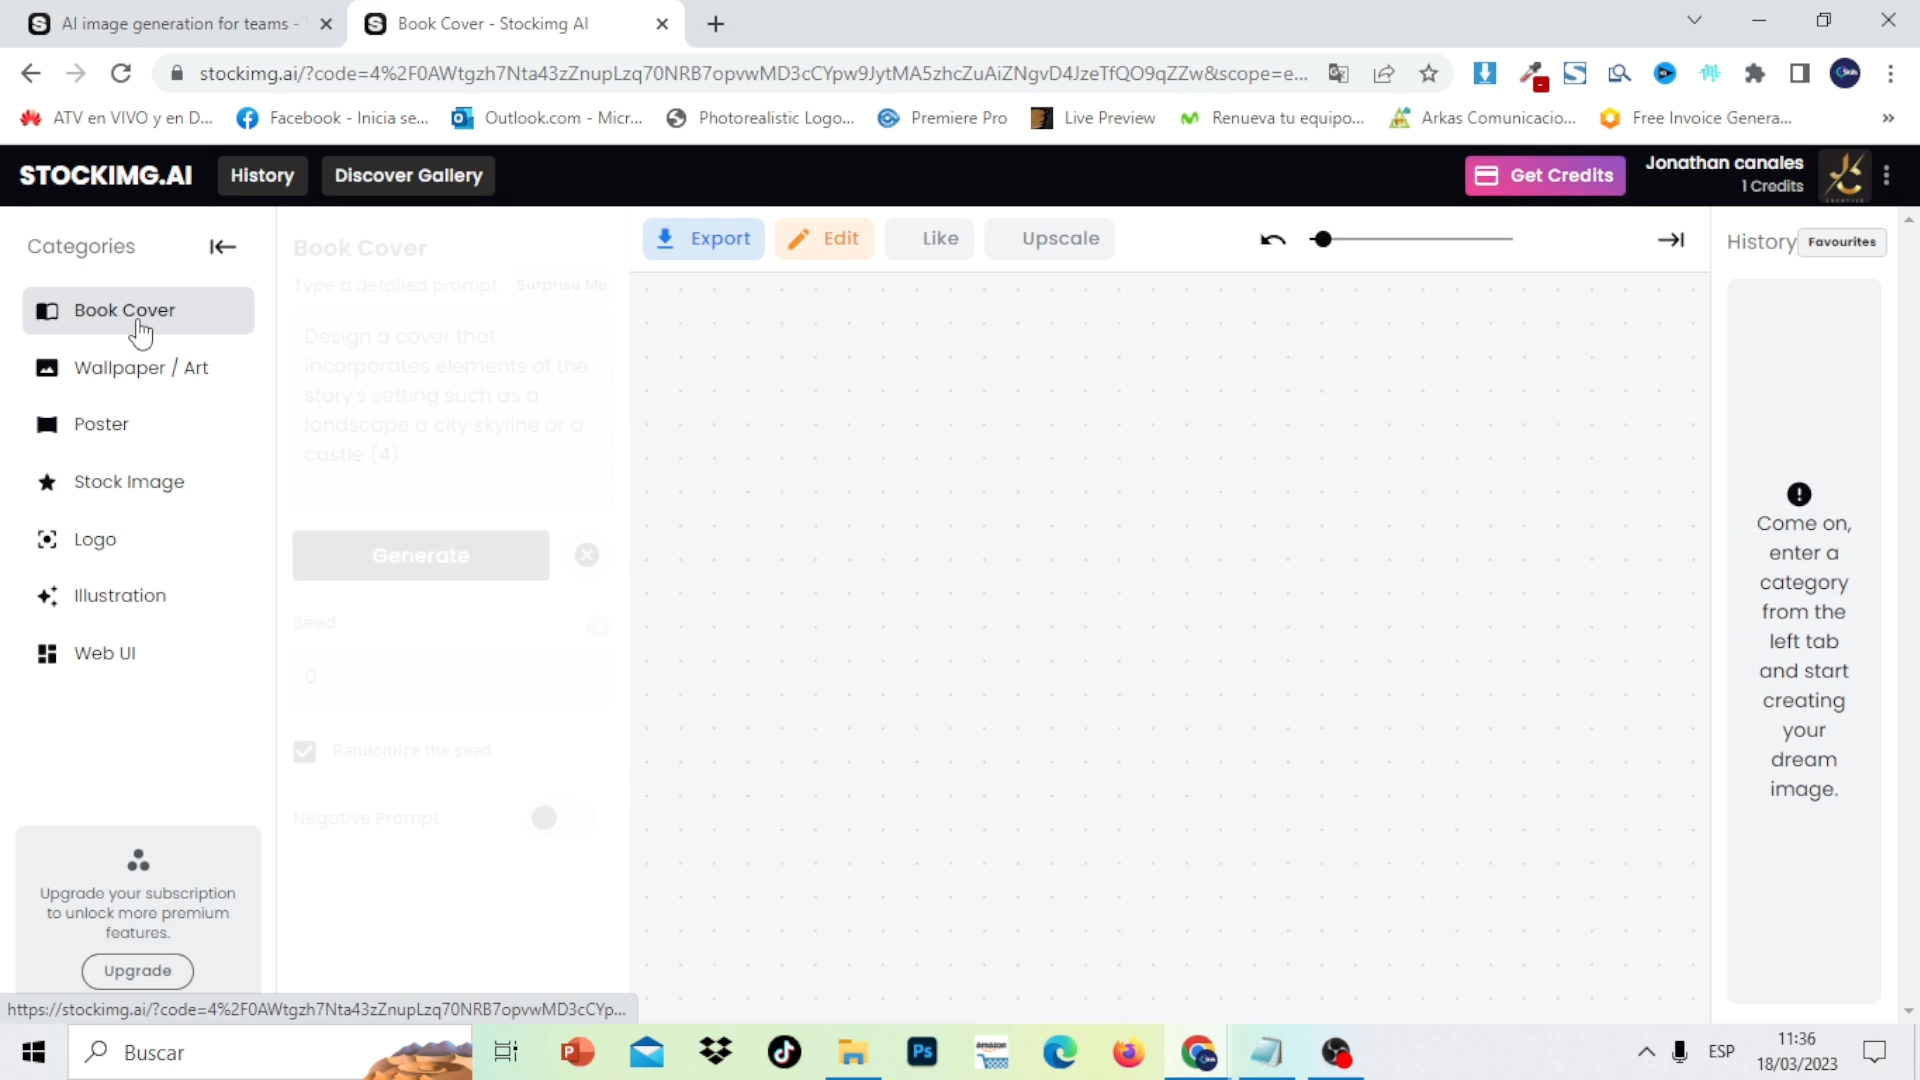 AI image generation for teams -
Book Cover - Stockimg AI
stockimg.ai/?code=4%2F0AWtgzh7Nta43zZnupLzq70NRB7opvwMD3cCYpw9JytMA5zhcZuAiZNgvD4JzeTfQO9qZZw&scope=e...
ATV en VIVO y en D...
Facebook - Inicia se...
Outlook.com - Micr...
Photorealistic Logo...
Premiere Pro
Live Preview
Renueva tu equipo...
Arkas Comunicacio...
Free Invoice Genera...
»
STOCKIMG.AI
History
Discover Gallery
Get Credits
Jonathan canales
1 Credits
Categories
Book Cover
Wallpaper / Art
Poster
Stock Image
Logo
Illustration
Web UI
Upgrade your subscription
to unlock more premium
features.
Upgrade
Book Cover
Type a detailed prompt
Surprise Me
Design a cover that
incorporates elements of the
story's setting such as a
landscape a city skyline or a
castle (4)
Generate
Seed
0
Randomize the seed
Negative Prompt
Export
Edit
Like
Upscale
History
Favourites
Come on,
enter a
category
from the
left tab
and start
creating
your
dream
image.
https://stockimg.ai/?code=4%2F0AWtgzh7Nta43zZnupLzq70NRB7opvwMD3cCYp...
Buscar
Ps
amazon
ESP
11:36
18/03/2023